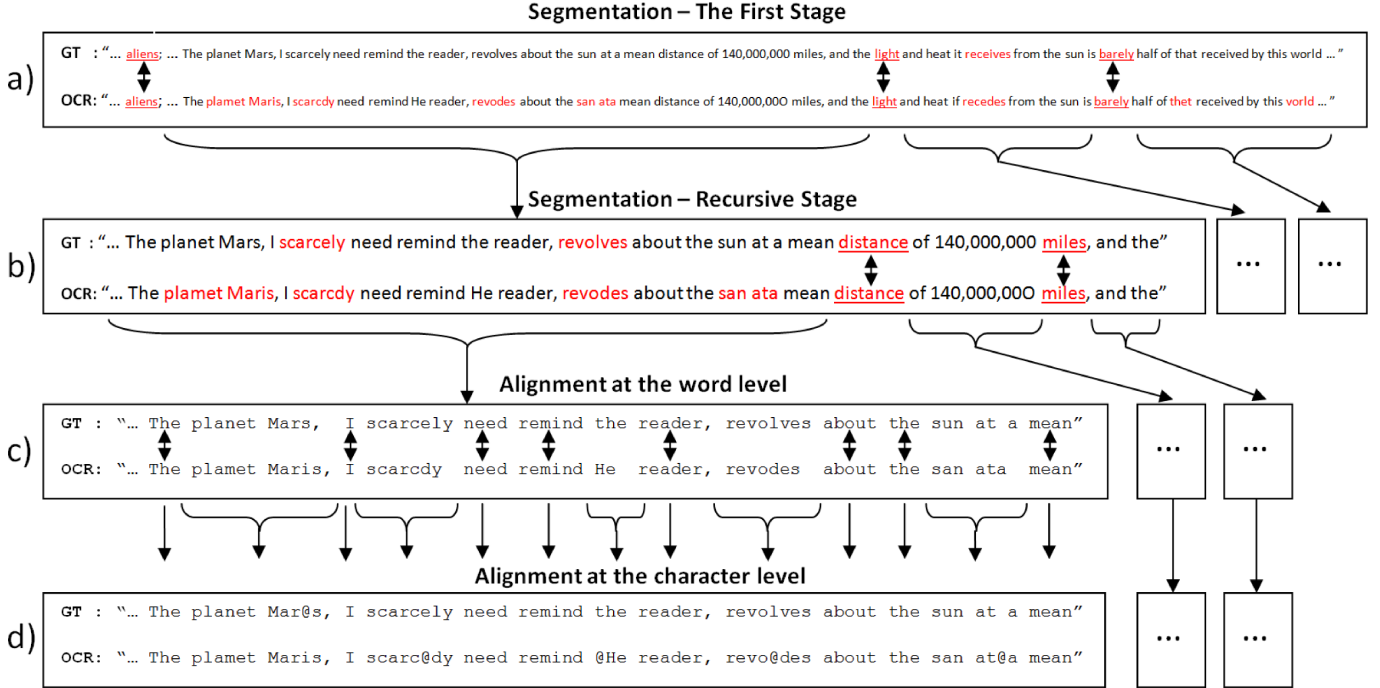 Segmentation – The First Stage
a)
GT : “... aliens; ... The planet Mars, I scarcely need remind the reader, revolves about the sun at a mean distance of 140,000,000 miles, and the light and heat it receives from the sun is barely half of that received by this world ...”
OCR: “... aliens; ... The plamet Maris, I scarcdy need remind He reader, revodes about the san ata mean distance of 140,000,00O miles, and the light and heat if recedes from the sun is barely half of thet received by this vorld ...”
Segmentation – Recursive Stage
b)
GT : “... The planet Mars, I scarcely need remind the reader, revolves about the sun at a mean distance of 140,000,000 miles, and the”
OCR: “... The plamet Maris, I scarcdy need remind He reader, revodes about the san ata mean distance of 140,000,00O miles, and the”
...
...
Alignment at the word level
c)
GT : “... The planet Mars, I scarcely need remind the reader, revolves about the sun at a mean”
OCR: “... The plamet Maris, I scarcdy need remind He reader, revodes about the san ata mean”
...
...
Alignment at the character level
d)
GT : “... The planet Mar@s, I scarcely need remind the reader, revolves about the sun at a mean”
OCR: “... The plamet Maris, I scarc@dy need remind @He reader, revo@des about the san at@a mean”
...
...